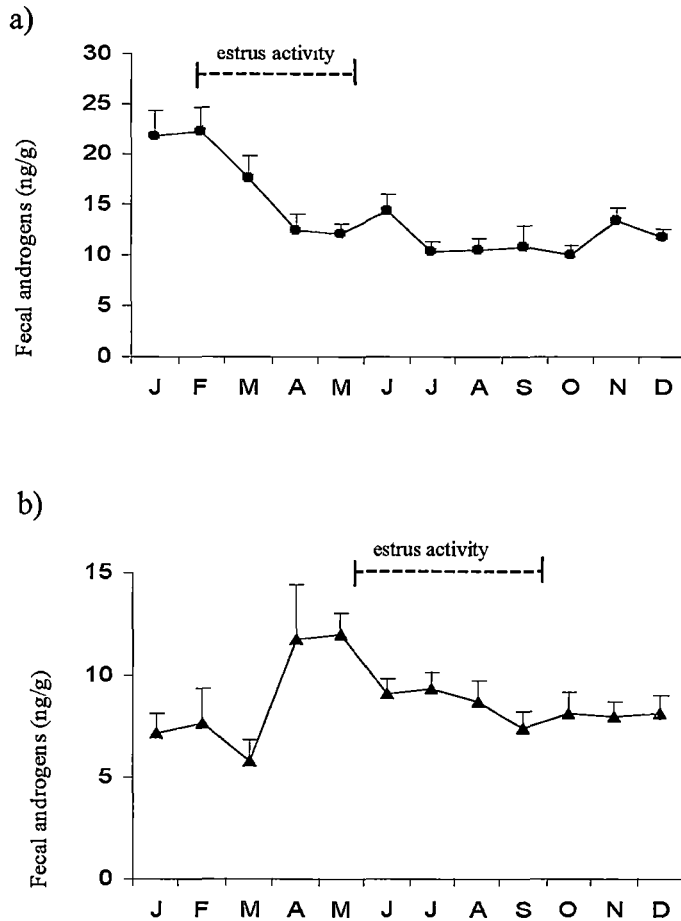 a)
estrus activity
30
25
20
15
10
5
0
Fecal androgens (ng/g)
J F M A M J J A S O N D
b)
estrus activity
15
10
5
0
Fecal androgens (ng/g)
J F M A M J J A S O N D